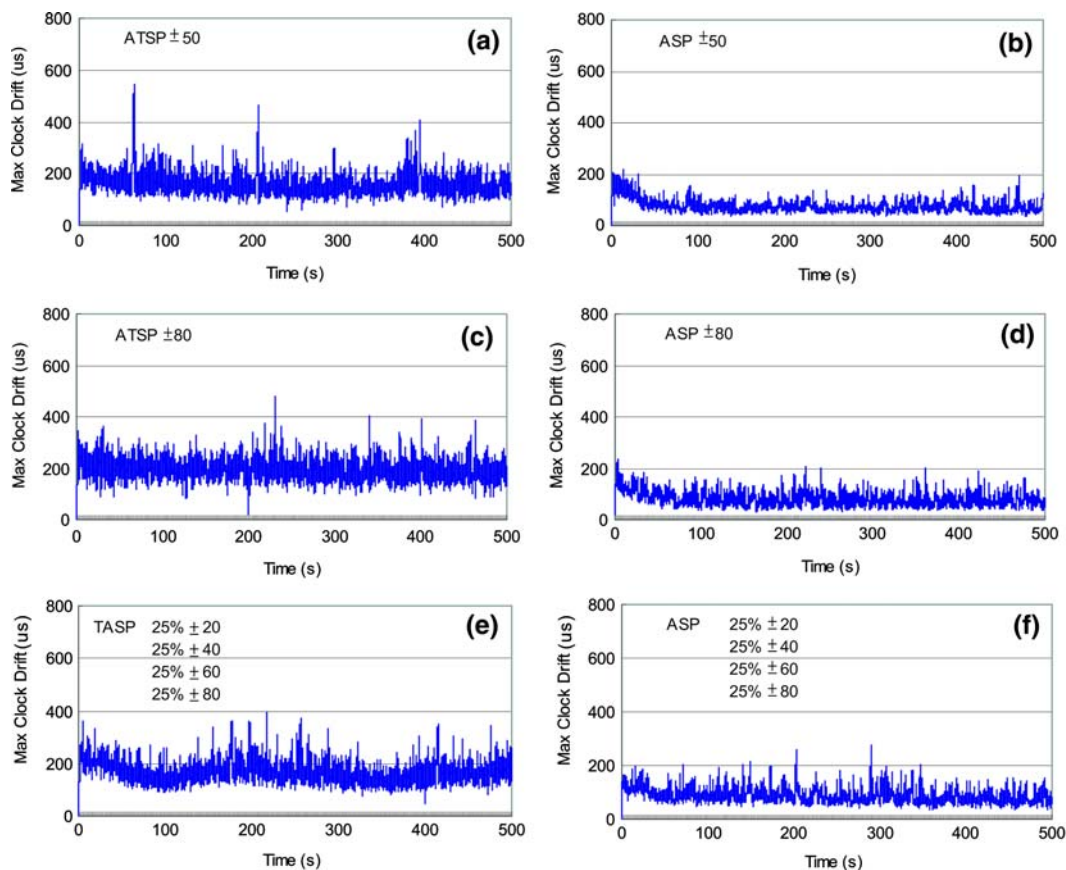 800
600
400
200
0
Max Clock Drift (us)
ATSP ±50
(a)
0 100 200 300 400 500
Time (s)
800
600
400
200
0
Max Clock Drift (us)
ASP ±50
(b)
0 100 200 300 400 500
Time (s)
800
600
400
200
0
Max Clock Drift (us)
ATSP ±80
(c)
0 100 200 300 400 500
Time (s)
800
600
400
200
0
Max Clock Drift (us)
ASP ±80
(d)
0 100 200 300 400 500
Time (s)
800
600
400
200
0
Max Clock Drift (us)
TASP 25% ±20
25% ±40
25% ±60
25% ±80
(e)
0 100 200 300 400 500
Time (s)
800
600
400
200
0
Max Clock Drift (us)
ASP 25% ±20
25% ±40
25% ±60
25% ±80
(f)
0 100 200 300 400 500
Time (s)